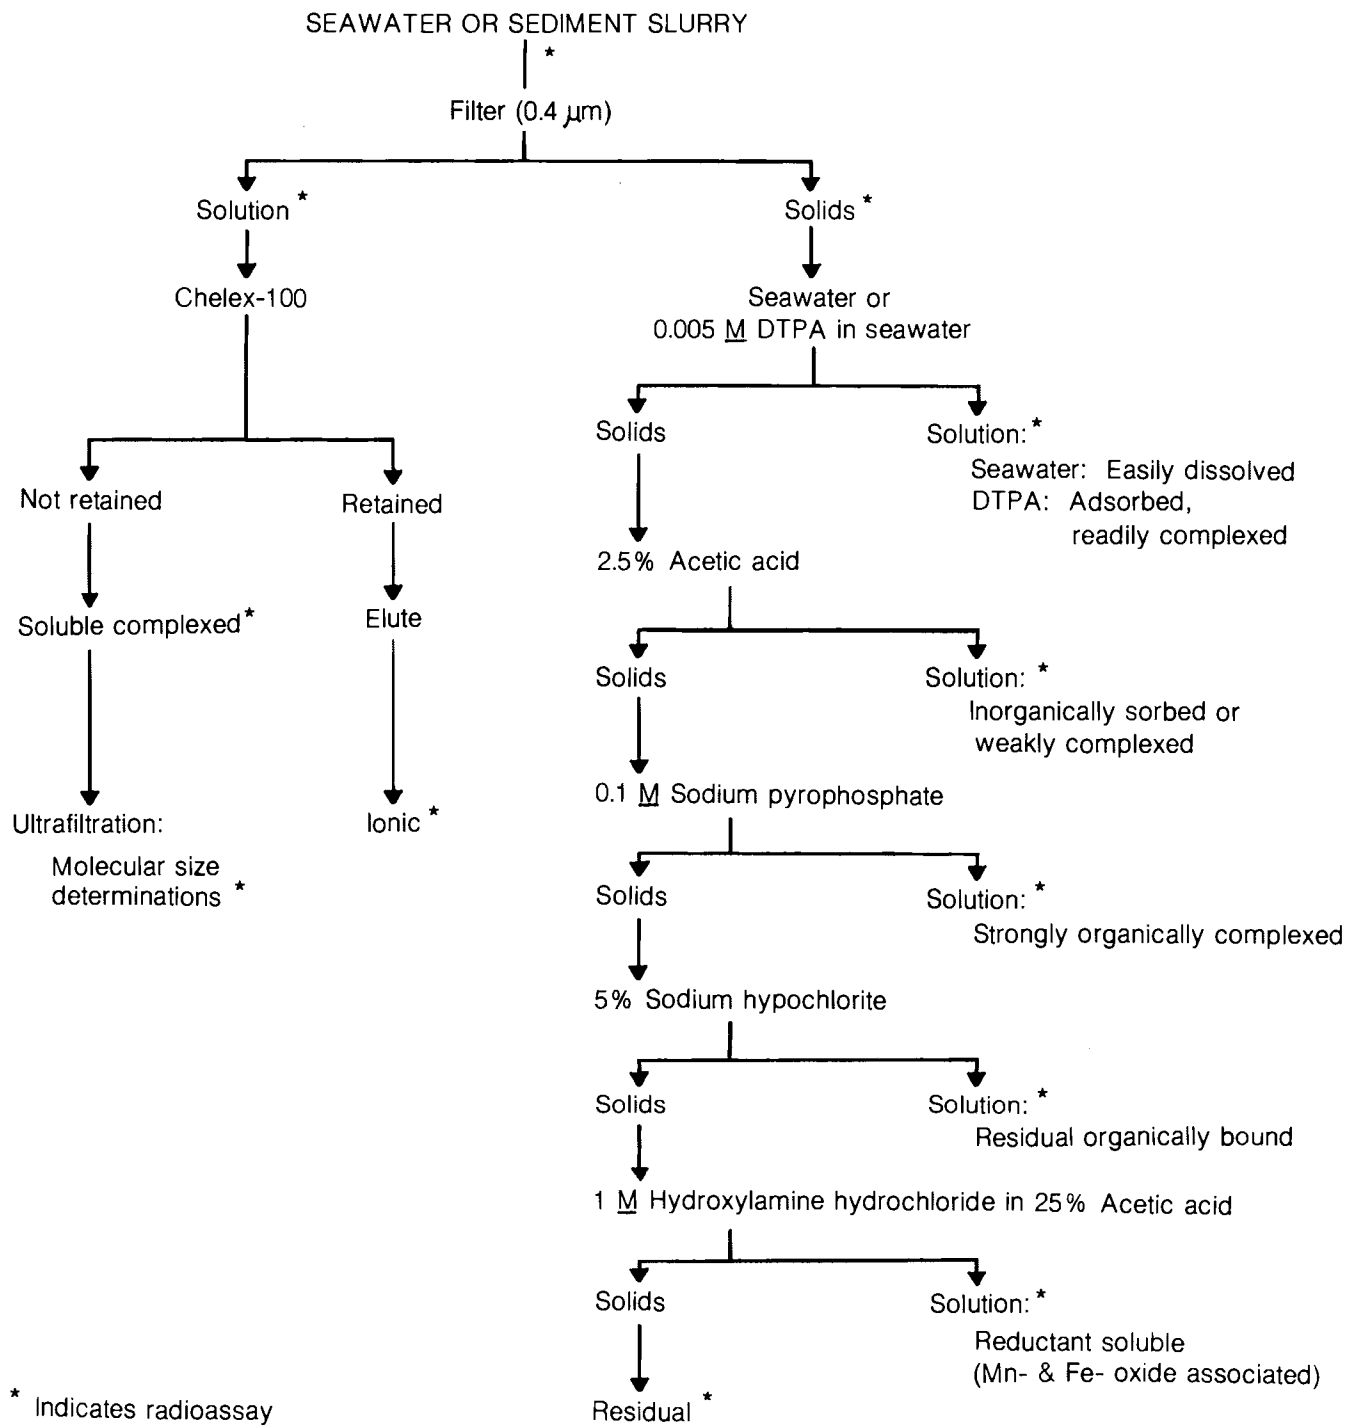 SEAWATER OR SEDIMENT SLURRY
*
Filter (0.4 µm)
Solution *
Solids *
Chelex-100
Seawater or
0.005 M DTPA in seawater
Solids
Solution: *
Seawater: Easily dissolved
DTPA: Adsorbed,
readily complexed
Not retained
Retained
2.5% Acetic acid
Soluble complexed *
Elute
Solids
Solution: *
Inorganically sorbed or
weakly complexed
0.1 M Sodium pyrophosphate
Ultrafiltration:
Molecular size
determinations *
Ionic *
Solids
Solution: *
Strongly organically complexed
5% Sodium hypochlorite
Solids
Solution: *
Residual organically bound
1 M Hydroxylamine hydrochloride in 25% Acetic acid
Solids
Solution: *
Reductant soluble
(Mn- & Fe- oxide associated)
Residual *
* Indicates radioassay